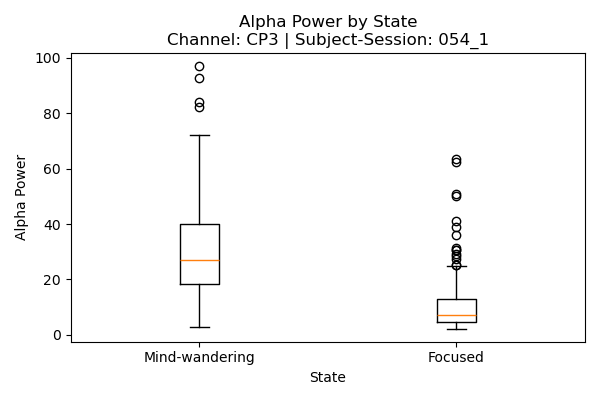 Alpha Power by State
Channel: CP3 | Subject-Session: 054_1
100
80
60
40
20
0
Alpha Power
Mind-wandering
Focused
State